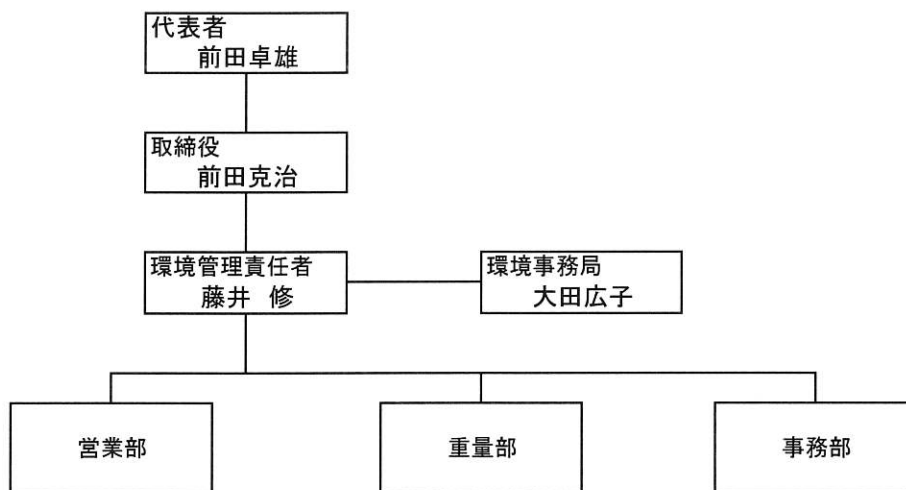 代表者
前田卓雄
取締役
前田克治
環境管理責任者
藤井 修
環境事務局
大田広子
営業部
重量部
事務部